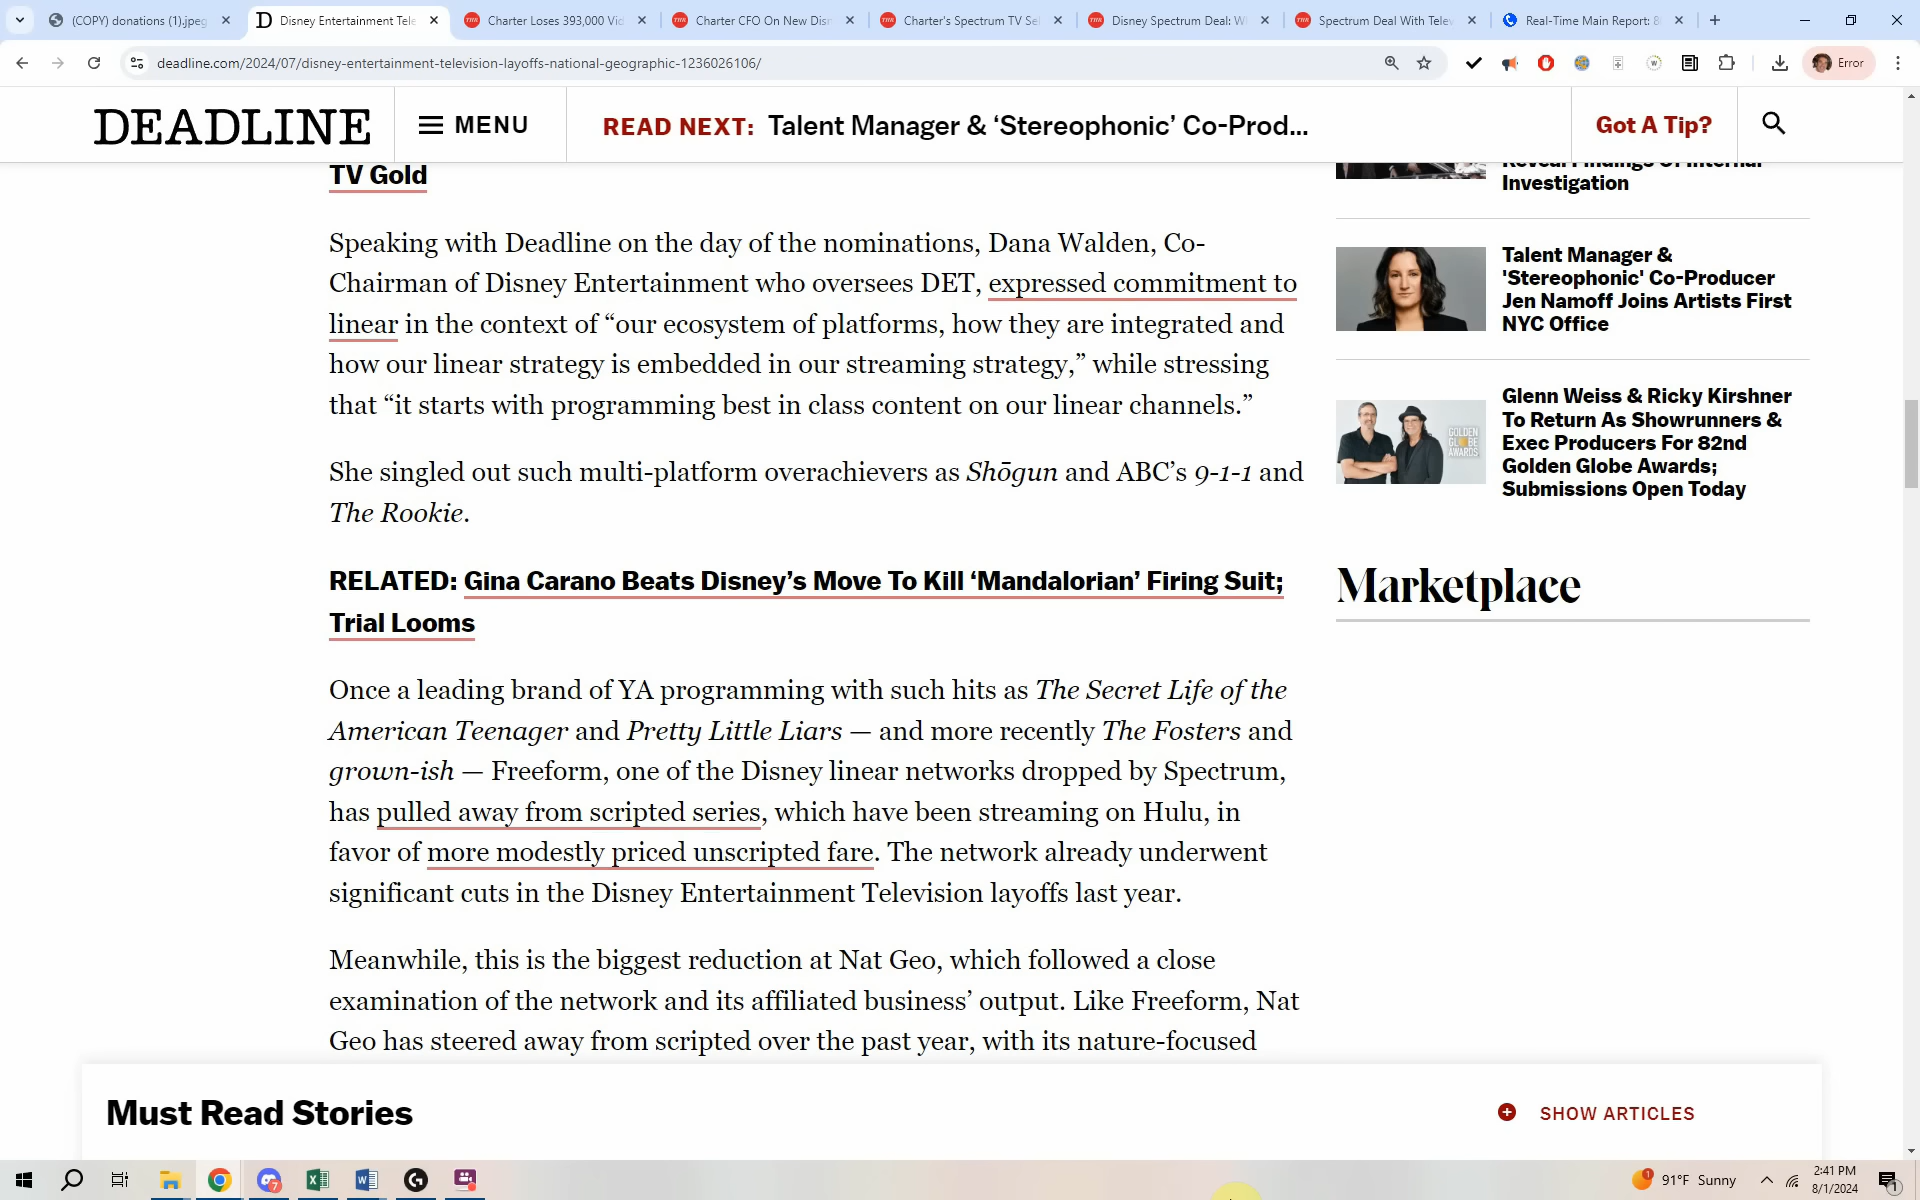 (COPY) donations (1).jpeg
Disney Entertainment Tele
Charter Loses 393,000 Vid
Charter CFO On New Disn
Charter's Spectrum TV Sel
Disney Spectrum Deal: W
Spectrum Deal With Telev
Real-Time Main Report: 8
deadline.com/2024/07/disney-entertainment-television-layoffs-national-geographic-1236026106/
Error
DEADLINE
MENU
READ NEXT: Talent Manager & ‘Stereophonic’ Co-Prod...
Got A Tip?
TV Gold
Speaking with Deadline on the day of the nominations, Dana Walden, Co-
Chairman of Disney Entertainment who oversees DET, expressed commitment to
linear in the context of “our ecosystem of platforms, how they are integrated and
how our linear strategy is embedded in our streaming strategy,” while stressing
that “it starts with programming best in class content on our linear channels.”
She singled out such multi-platform overachievers as Shōgun and ABC’s 9-1-1 and
The Rookie.
RELATED: Gina Carano Beats Disney’s Move To Kill ‘Mandalorian’ Firing Suit;
Trial Looms
Once a leading brand of YA programming with such hits as The Secret Life of the
American Teenager and Pretty Little Liars — and more recently The Fosters and
grown-ish — Freeform, one of the Disney linear networks dropped by Spectrum,
has pulled away from scripted series, which have been streaming on Hulu, in
favor of more modestly priced unscripted fare. The network already underwent
significant cuts in the Disney Entertainment Television layoffs last year.
Meanwhile, this is the biggest reduction at Nat Geo, which followed a close
examination of the network and its affiliated business’ output. Like Freeform, Nat
Geo has steered away from scripted over the past year, with its nature-focused
Reveal Findings Of Internal
Investigation
Talent Manager &
'Stereophonic' Co-Producer
Jen Namoff Joins Artists First
NYC Office
GOLDEN
GLOBE
AWARDS
Glenn Weiss & Ricky Kirshner
To Return As Showrunners &
Exec Producers For 82nd
Golden Globe Awards;
Submissions Open Today
Marketplace
Must Read Stories
SHOW ARTICLES
91°F Sunny
2:41 PM
8/1/2024